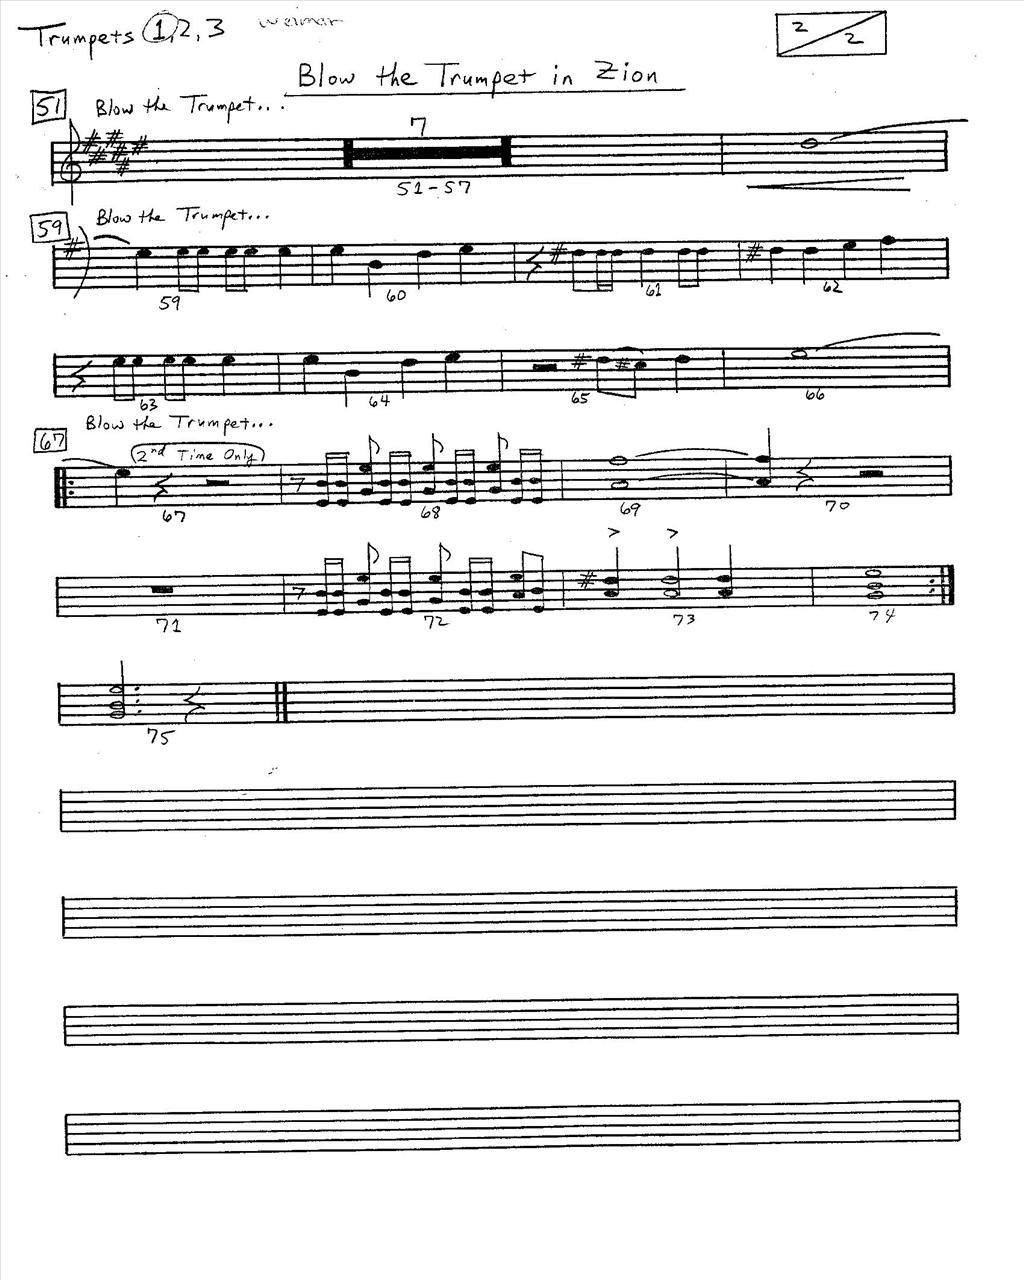 Trumpets 1, 2, 3 Weimar
2/2
Blow the Trumpet in Zion
51 Blow the Trumpet...
7
51-57
59 Blow the Trumpet...
59 60 61 62
63 64 65 66
67 Blow the Trumpet...
2nd Time Only
67 68 69 70
71 72 73 74
75